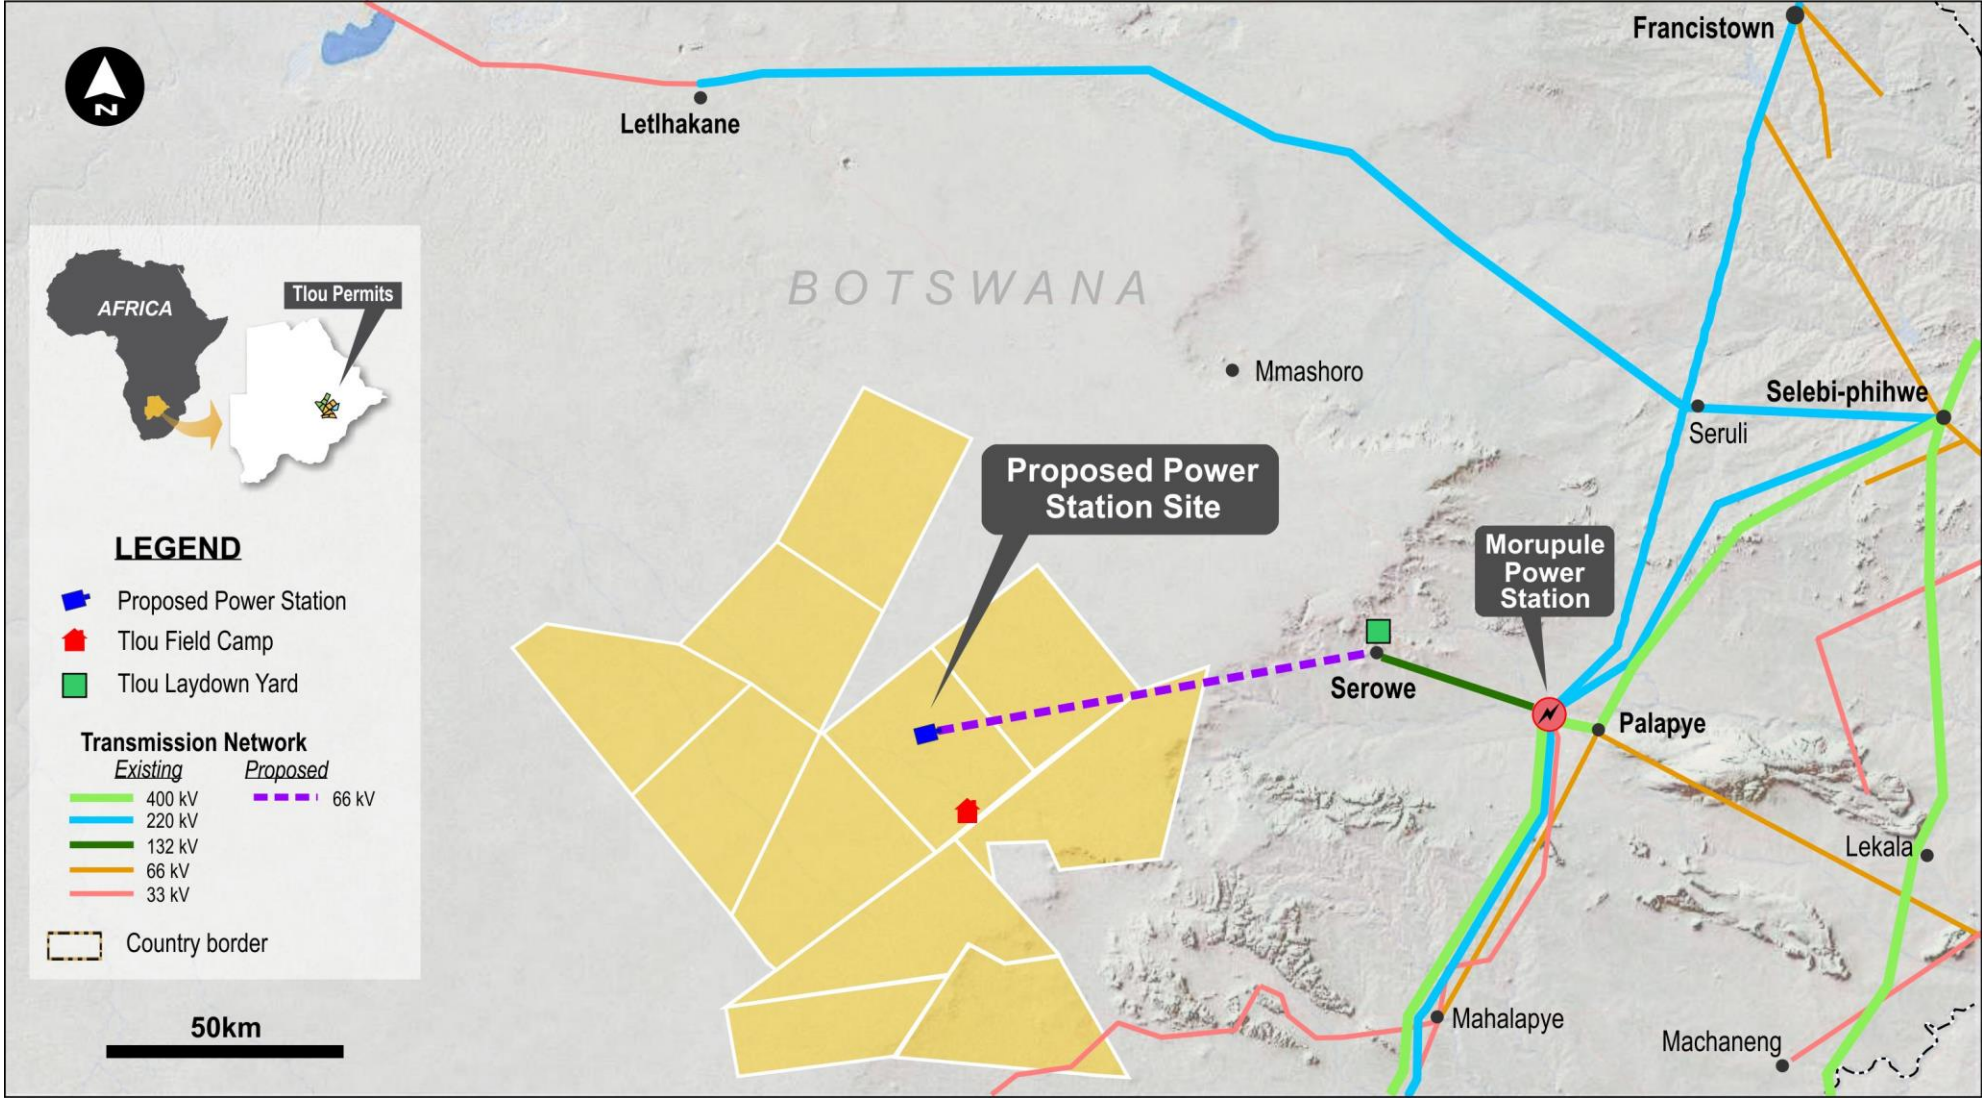 Francistown
N
Letlhakane
BOTSWANA
Tlou Permits
AFRICA
Mmashoro
Selebi-phihwe
Seruli
Proposed Power
Station Site
Morupule
Power
Station
LEGEND
Proposed Power Station
Tlou Field Camp
Tlou Laydown Yard
Serowe
Palapye
Transmission Network
Existing Proposed
400 kV 66 kV
220 kV
132 kV
66 kV
33 kV
Lekala
Country border
50km
Mahalapye
Machaneng